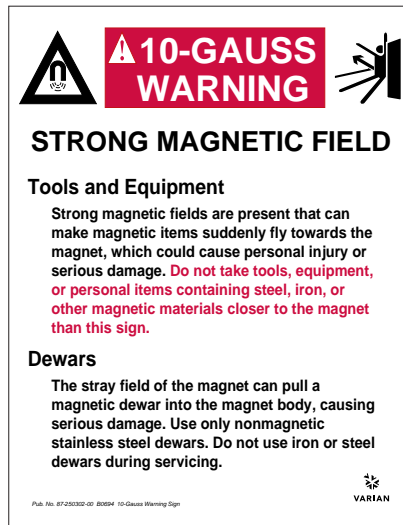 10-GAUSS
WARNING
STRONG MAGNETIC FIELD
Tools and Equipment
Strong magnetic fields are present that can
make magnetic items suddenly fly towards the
magnet, which could cause personal injury or
serious damage. Do not take tools, equipment,
or personal items containing steel, iron, or
other magnetic materials closer to the magnet
than this sign.
Dewars
The stray field of the magnet can pull a
magnetic dewar into the magnet body, causing
serious damage. Use only nonmagnetic
stainless steel dewars. Do not use iron or steel
dewars during servicing.
VARIAN
Pub. No. 87-250302-00 B0694 10-Gauss Warning Sign